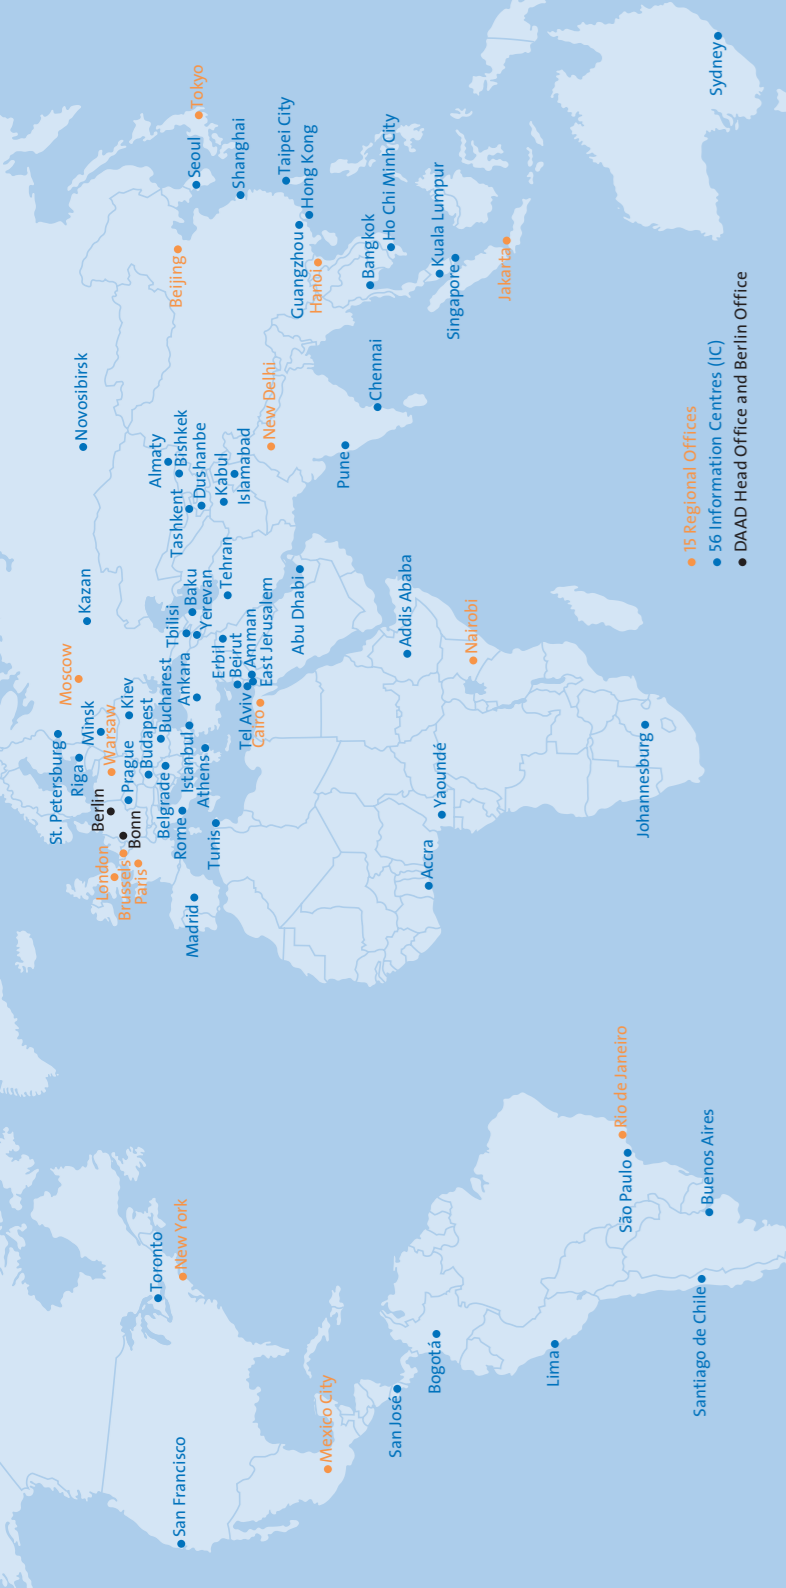 San Francisco
Toronto
New York
Mexico City
San José
Bogotá
Lima
Santiago de Chile
Buenos Aires
São Paulo
Rio de Janeiro
London
Brussels
Paris
Madrid
Berlin
Bonn
Rome
Tunis
St. Petersburg
Riga
Minsk
Moscow
Warsaw
Prague
Kiev
Budapest
Belgrade
Bucharest
Istanbul
Athens
Ankara
Tbilisi
Baku
Yerevan
Erbil
Beirut
Tehran
Tel Aviv
Amman
East Jerusalem
Cairo
Abu Dhabi
Accra
Yaoundé
Addis Ababa
Nairobi
Johannesburg
Kazan
Novosibirsk
Almaty
Bishkek
Tashkent
Dushanbe
Kabul
Islamabad
New Delhi
Pune
Chennai
Beijing
Seoul
Tokyo
Shanghai
Taipei City
Hong Kong
Guangzhou
Hanoi
Bangkok
Ho Chi Minh City
Kuala Lumpur
Singapore
Jakarta
Sydney
15 Regional Offices
56 Information Centres (IC)
DAAD Head Office and Berlin Office